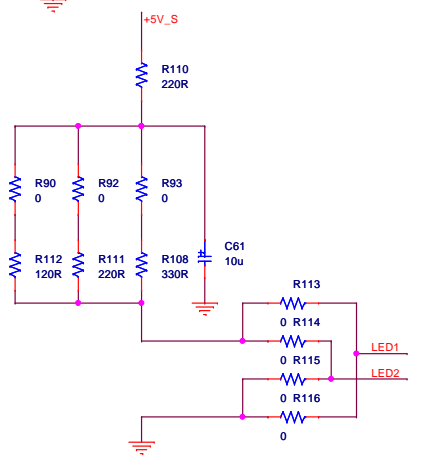 +5V_S
R110
220R
R90
0
R92
0
R93
0
R112
120R
R111
220R
R108
330R
C61
10u
R113
0 R114
0 R115
0 R116
0
LED1
LED2